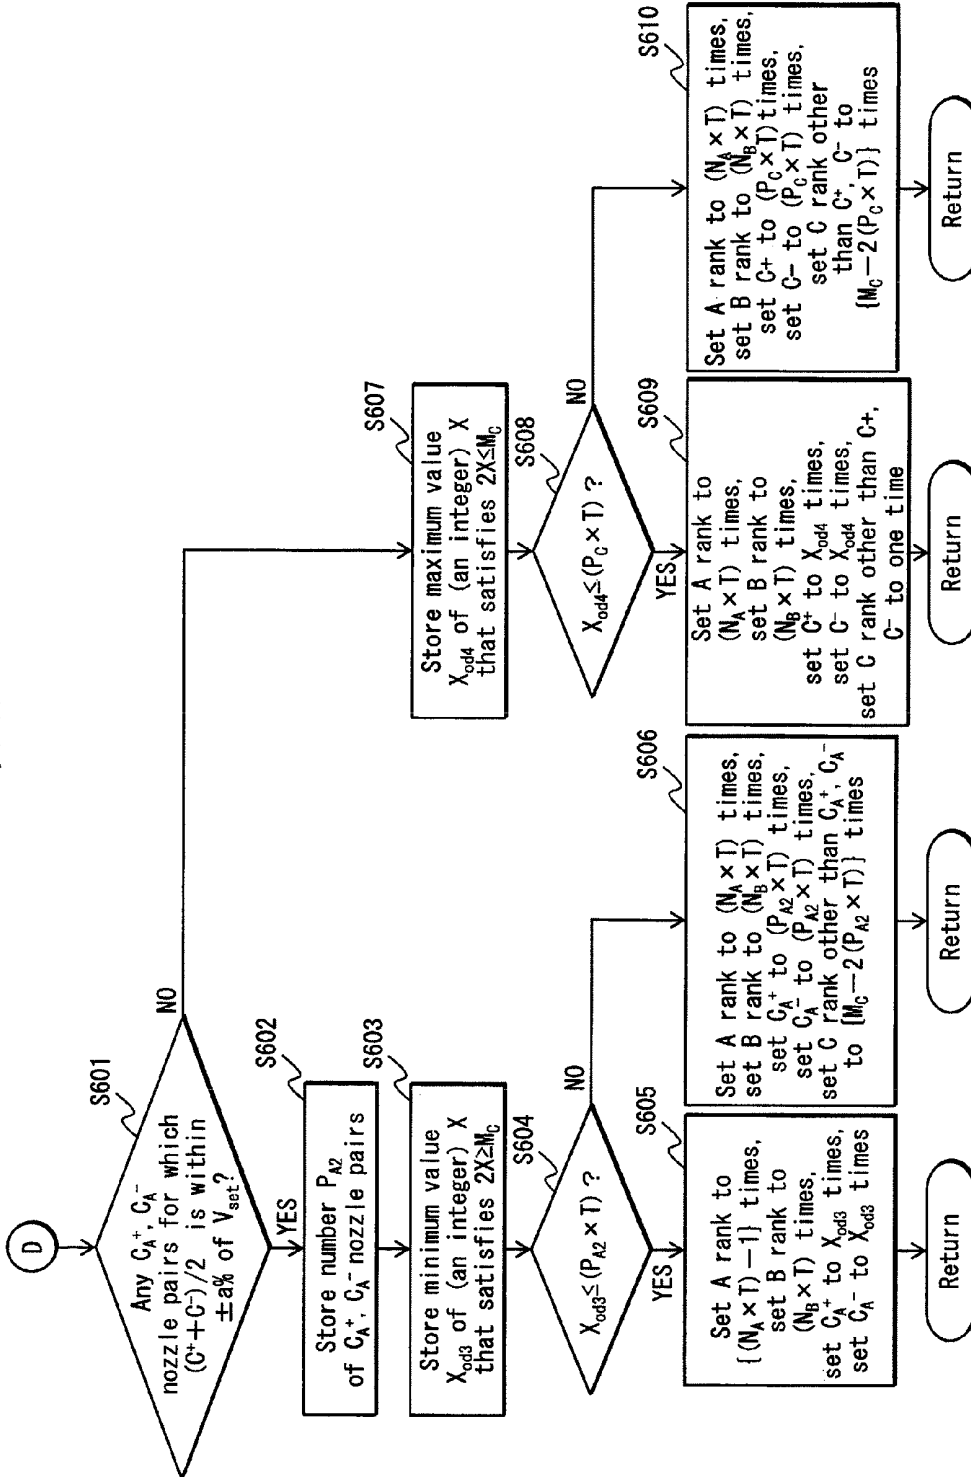 D
S601
Any C_A^+, C_A^-
nozzle pairs for which
(C^++C^-)/2 is within
±a% of V_set?
YES
NO
S602
Store number P_A2
of C_A^+, C_A^- nozzle pairs
S603
Store minimum value
X_od3 of (an integer) X
that satisfies 2X≥M_C
S604
X_od3≤(P_A2×T)?
YES
NO
S605
Set A rank to
{(N_A×T)−1} times,
set B rank to
(N_B×T) times,
set C_A^+ to X_od3 times,
set C_A^- to X_od3 times
Return
S606
Set A rank to (N_A×T) times,
set B rank to (N_B×T) times,
set C_A^+ to (P_A2×T) times,
set C_A^- to (P_A2×T) times,
set C rank other than C_A^+, C_A^-
to {M_C−2(P_A2×T)} times
Return
S607
Store maximum value
X_od4 of (an integer) X
that satisfies 2X≤M_C
S608
X_od4≤(P_C×T)?
YES
NO
S609
Set A rank to
(N_A×T) times,
set B rank to
(N_B×T) times,
set C^+ to X_od4 times,
set C^- to X_od4 times,
set C rank other than C+,
C^- to one time
Return
S610
Set A rank to (N_A×T) times,
set B rank to (N_B×T) times,
set C+ to (P_C×T) times,
set C− to (P_C×T) times,
set C rank other
than C^+, C^- to
{M_C−2(P_C×T)} times
Return